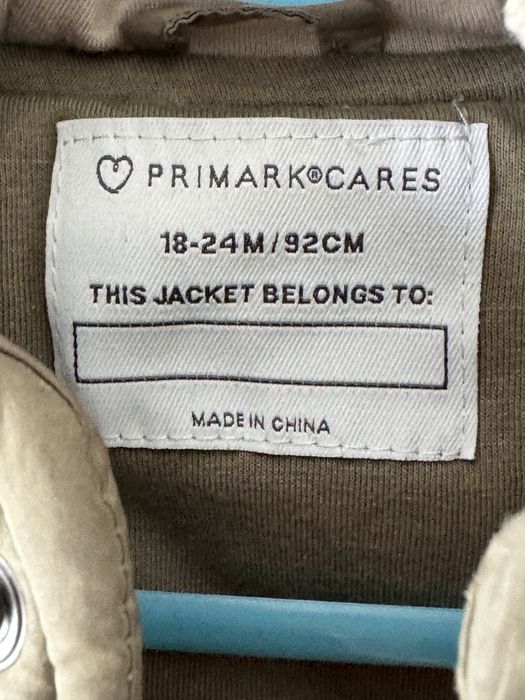 PRIMARK®CARES
18-24M/92CM
THIS JACKET BELONGS TO:
MADE IN CHINA